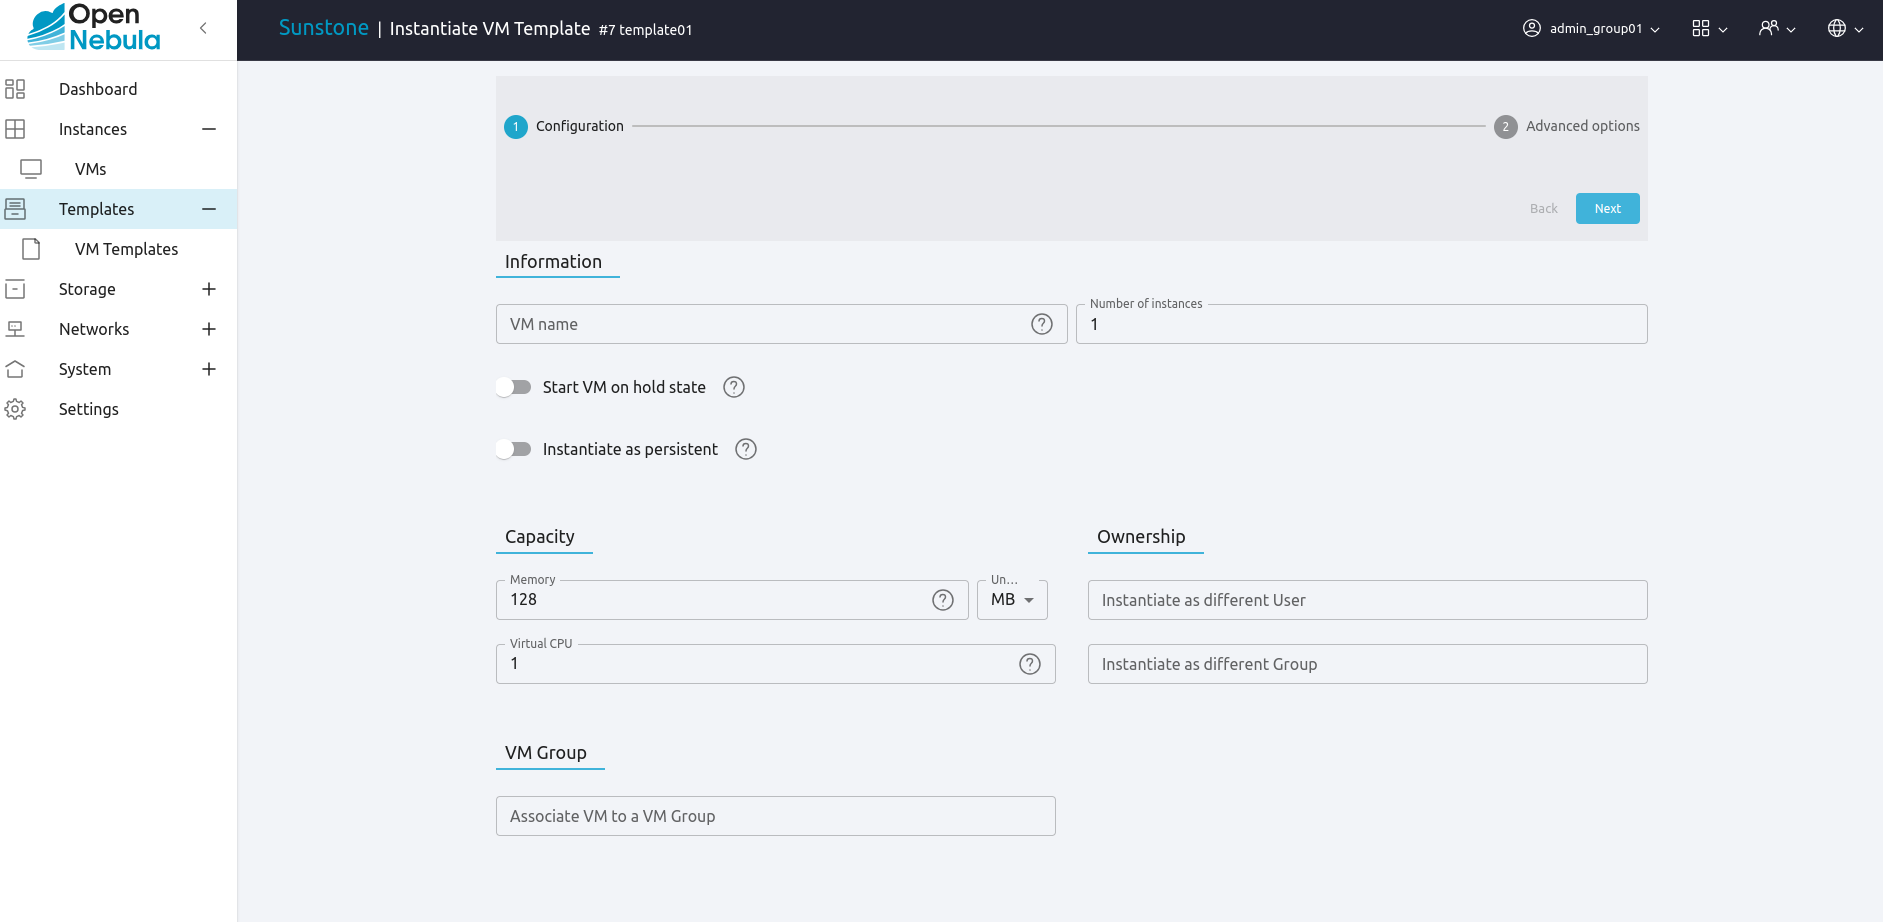 Open
Nebula
Sunstone | Instantiate VM Template #7 template01
admin_group01
Dashboard
Instances
VMs
Templates
VM Templates
Storage
Networks
System
Settings
1 Configuration
2 Advanced options
Back
Next
Information
VM name
?
Number of instances
1
Start VM on hold state ?
Instantiate as persistent ?
Capacity
Memory
128
?
Un...
MB
Virtual CPU
1
?
Ownership
Instantiate as different User
Instantiate as different Group
VM Group
Associate VM to a VM Group